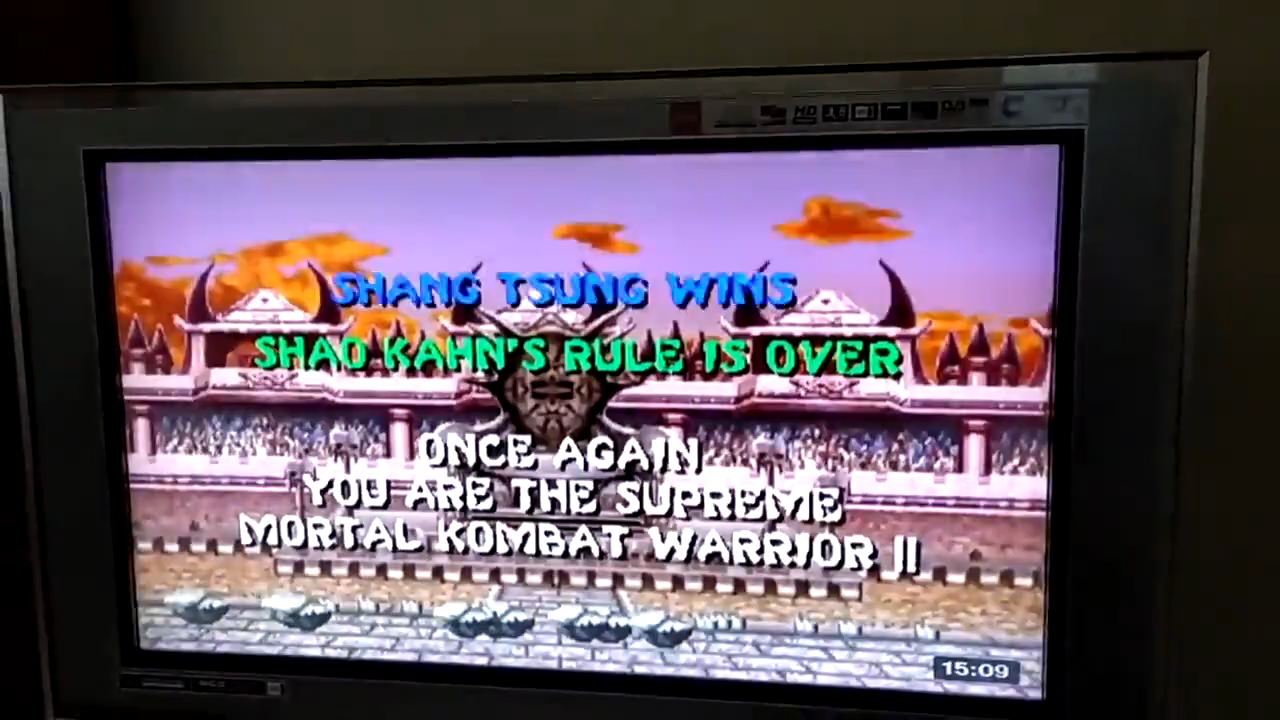 HD
SHANG TSUNG WINS
SHAO KAHN'S RULE IS OVER
ONCE AGAIN
YOU ARE THE SUPREME
MORTAL KOMBAT WARRIOR !!
15:09